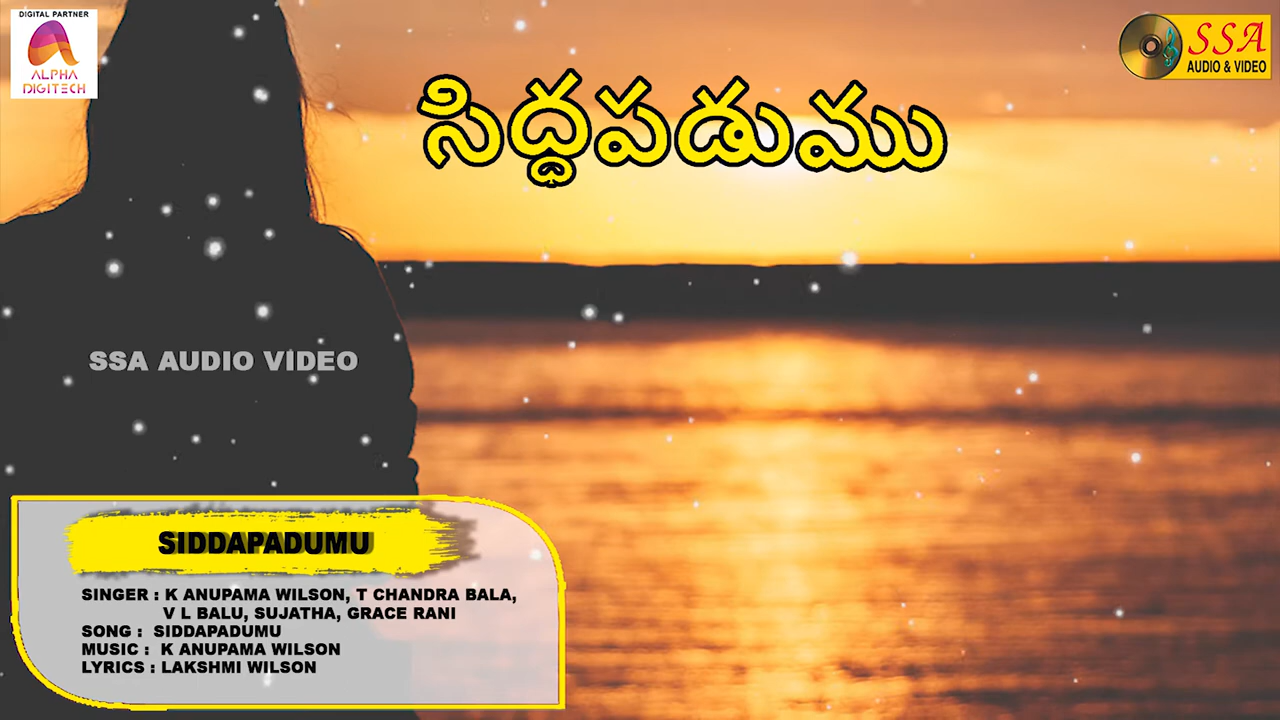 DIGITAL PARTNER
ALPHA
DIGITECH
SSA
AUDIO & VIDEO
సిద్ధపడుము
SSA AUDIO VIDEO
SIDDAPADUMU
SINGER : K ANUPAMA WILSON, T CHANDRA BALA,
V L BALU, SUJATHA, GRACE RANI
SONG : SIDDAPADUMU
MUSIC : K ANUPAMA WILSON
LYRICS : LAKSHMI WILSON